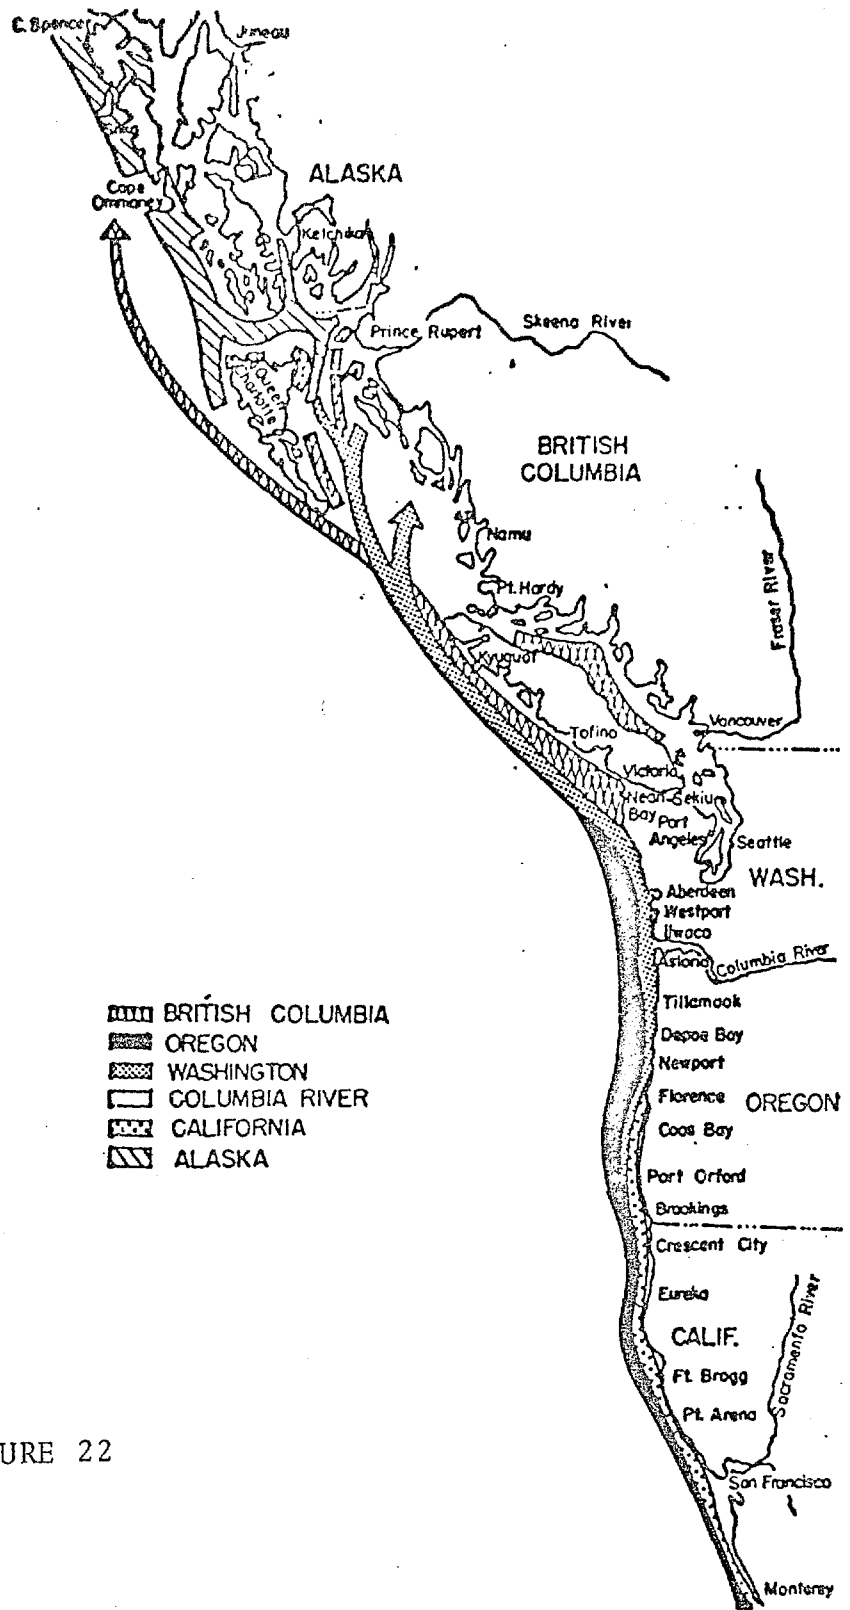 C. Spencer
Juneau
ALASKA
Cape
Ommaney
Ketchikan
Prince Rupert
Skeena River
Queen
Charlotte
BRITISH
COLUMBIA
Namu
Pt. Hardy
Fraser River
Kyuquot
Tofino
Vancouver
Victoria
Neah
Bay
Sekiu
Port
Angeles
Seattle
WASH.
Aberdeen
Westport
Ilwaco
Astoria
Columbia River
Tillamook
Depoe Bay
Newport
Florence
OREGON
Coos Bay
Port Orford
Brookings
Crescent City
Eureka
CALIF.
Sacramento River
Ft. Bragg
Pt. Arena
San Francisco
Monterey
BRITISH COLUMBIA
OREGON
WASHINGTON
COLUMBIA RIVER
CALIFORNIA
ALASKA
URE 22